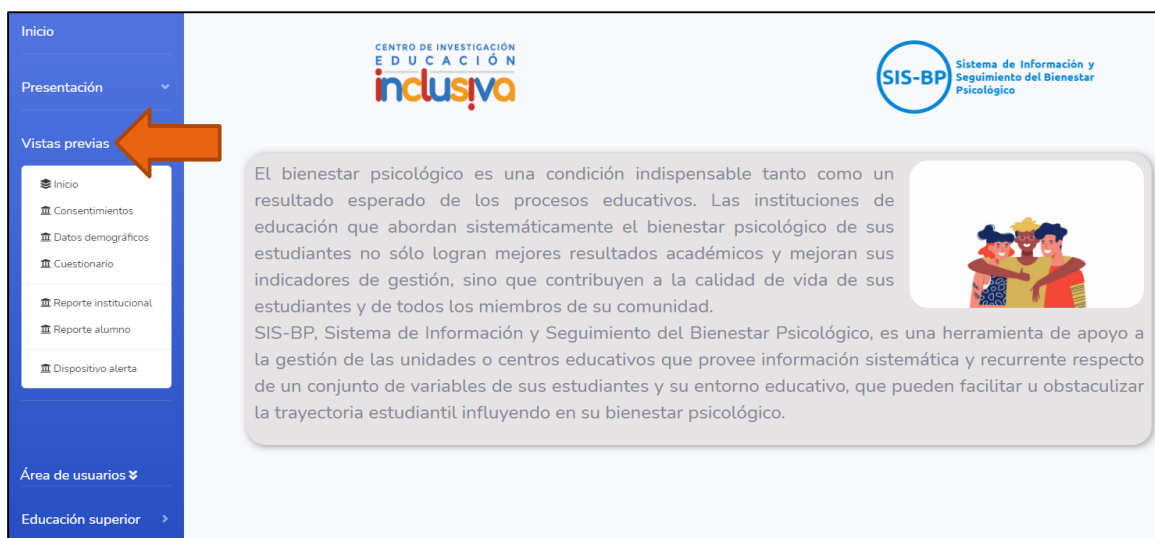 Inicio
Presentación
Vistas previas
Inicio
Consentimientos
Datos demográficos
Cuestionario
Reporte institucional
Reporte alumno
Dispositivo alerta
Área de usuarios
Educación superior
CENTRO DE INVESTIGACIÓN
EDUCACIÓN
inclusiva
SIS-BP
Sistema de Información y
Seguimiento del Bienestar
Psicológico
El bienestar psicológico es una condición indispensable tanto como un
resultado esperado de los procesos educativos. Las instituciones de
educación que abordan sistemáticamente el bienestar psicológico de sus
estudiantes no sólo logran mejores resultados académicos y mejoran sus
indicadores de gestión, sino que contribuyen a la calidad de vida de sus
estudiantes y de todos los miembros de su comunidad.
SIS-BP, Sistema de Información y Seguimiento del Bienestar Psicológico, es una herramienta de apoyo a
la gestión de las unidades o centros educativos que provee información sistemática y recurrente respecto
de un conjunto de variables de sus estudiantes y su entorno educativo, que pueden facilitar u obstaculizar
la trayectoria estudiantil influyendo en su bienestar psicológico.